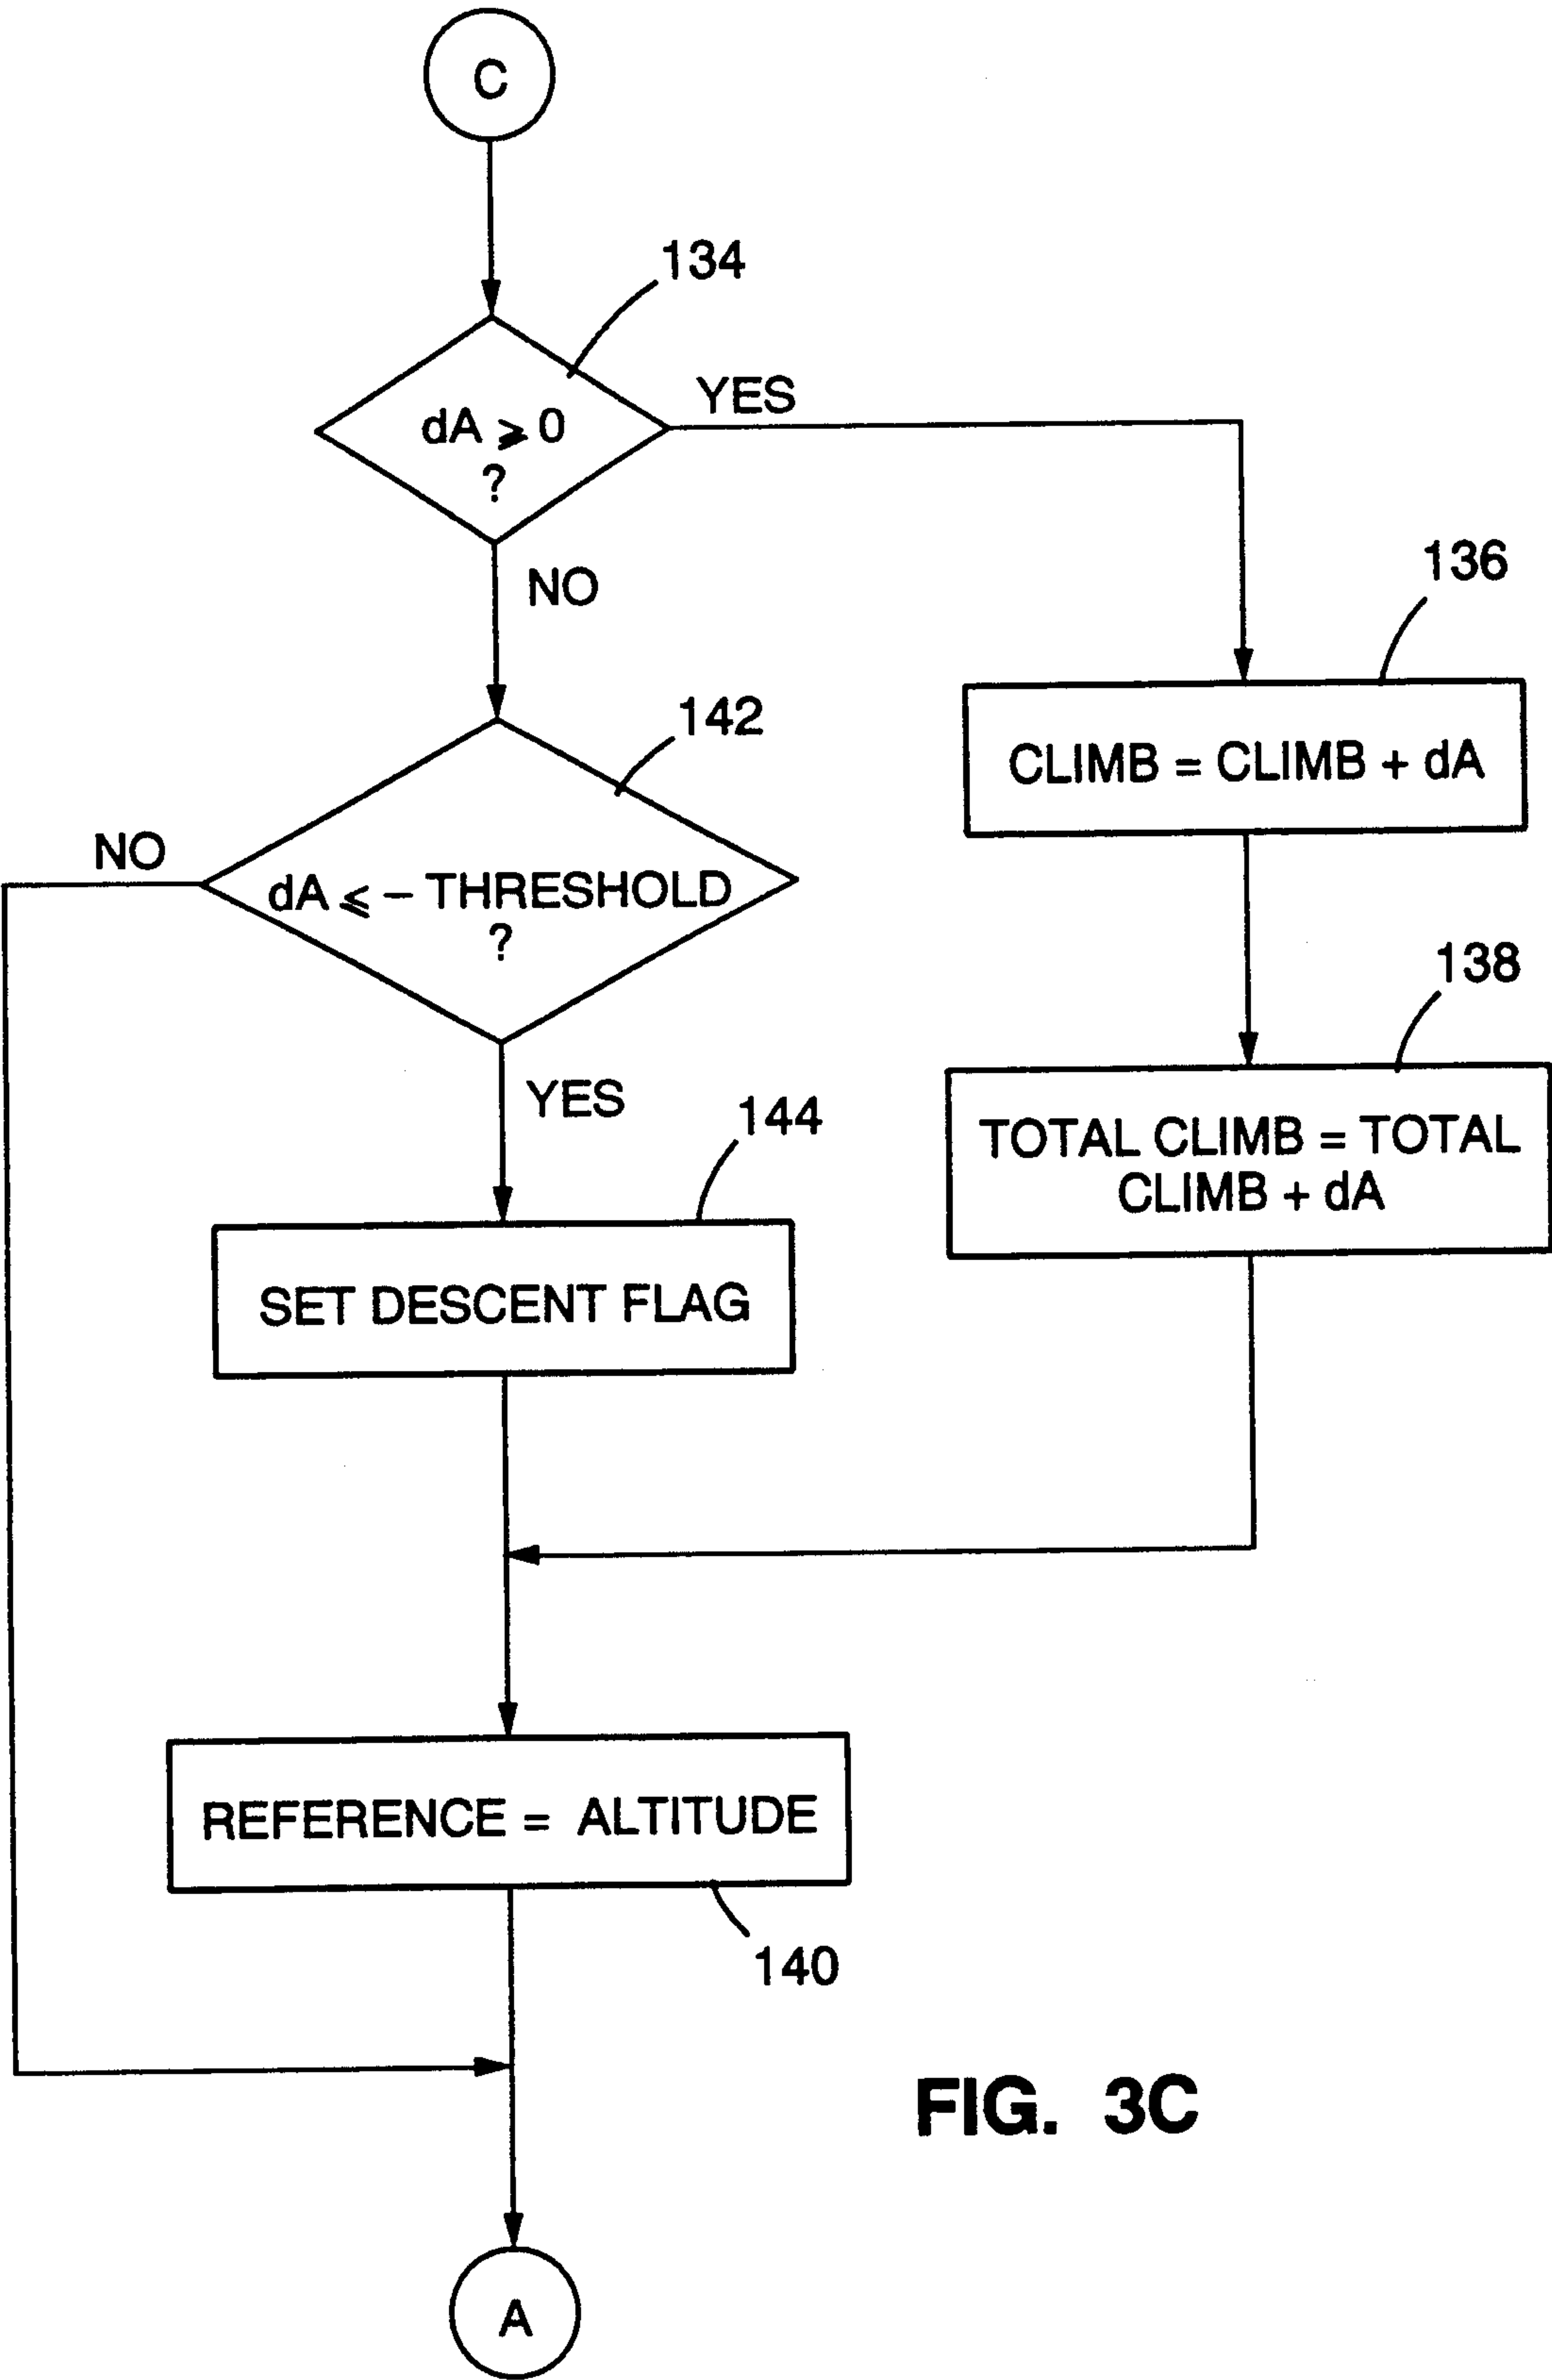 C
134
dA ⩾ 0
?
YES
NO
136
CLIMB = CLIMB + dA
142
NO
dA ⩽ – THRESHOLD
?
138
YES
TOTAL CLIMB = TOTAL
CLIMB + dA
144
SET DESCENT FLAG
REFERENCE = ALTITUDE
140
FIG. 3C
A